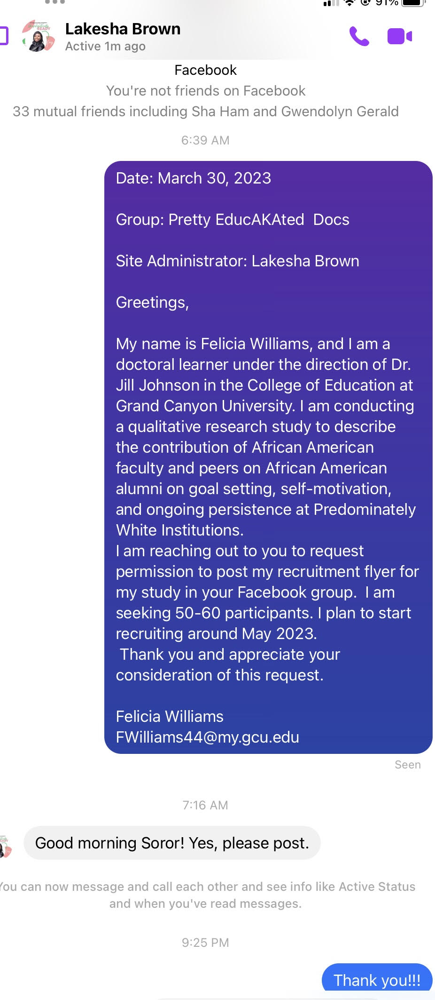 91%
Lakesha Brown
Active 1m ago
Facebook
You're not friends on Facebook
33 mutual friends including Sha Ham and Gwendolyn Gerald
6:39 AM
Date: March 30, 2023
Group: Pretty EducAKAted  Docs
Site Administrator: Lakesha Brown
Greetings,
My name is Felicia Williams, and I am a
doctoral learner under the direction of Dr.
Jill Johnson in the College of Education at
Grand Canyon University. I am conducting
a qualitative research study to describe
the contribution of African American
faculty and peers on African American
alumni on goal setting, self-motivation,
and ongoing persistence at Predominately
White Institutions.
I am reaching out to you to request
permission to post my recruitment flyer for
my study in your Facebook group.  I am
seeking 50-60 participants. I plan to start
recruiting around May 2023.
Thank you and appreciate your
consideration of this request.
Felicia Williams
FWilliams44@my.gcu.edu
Seen
7:16 AM
Good morning Soror! Yes, please post.
You can now message and call each other and see info like Active Status
and when you've read messages.
9:25 PM
Thank you!!!